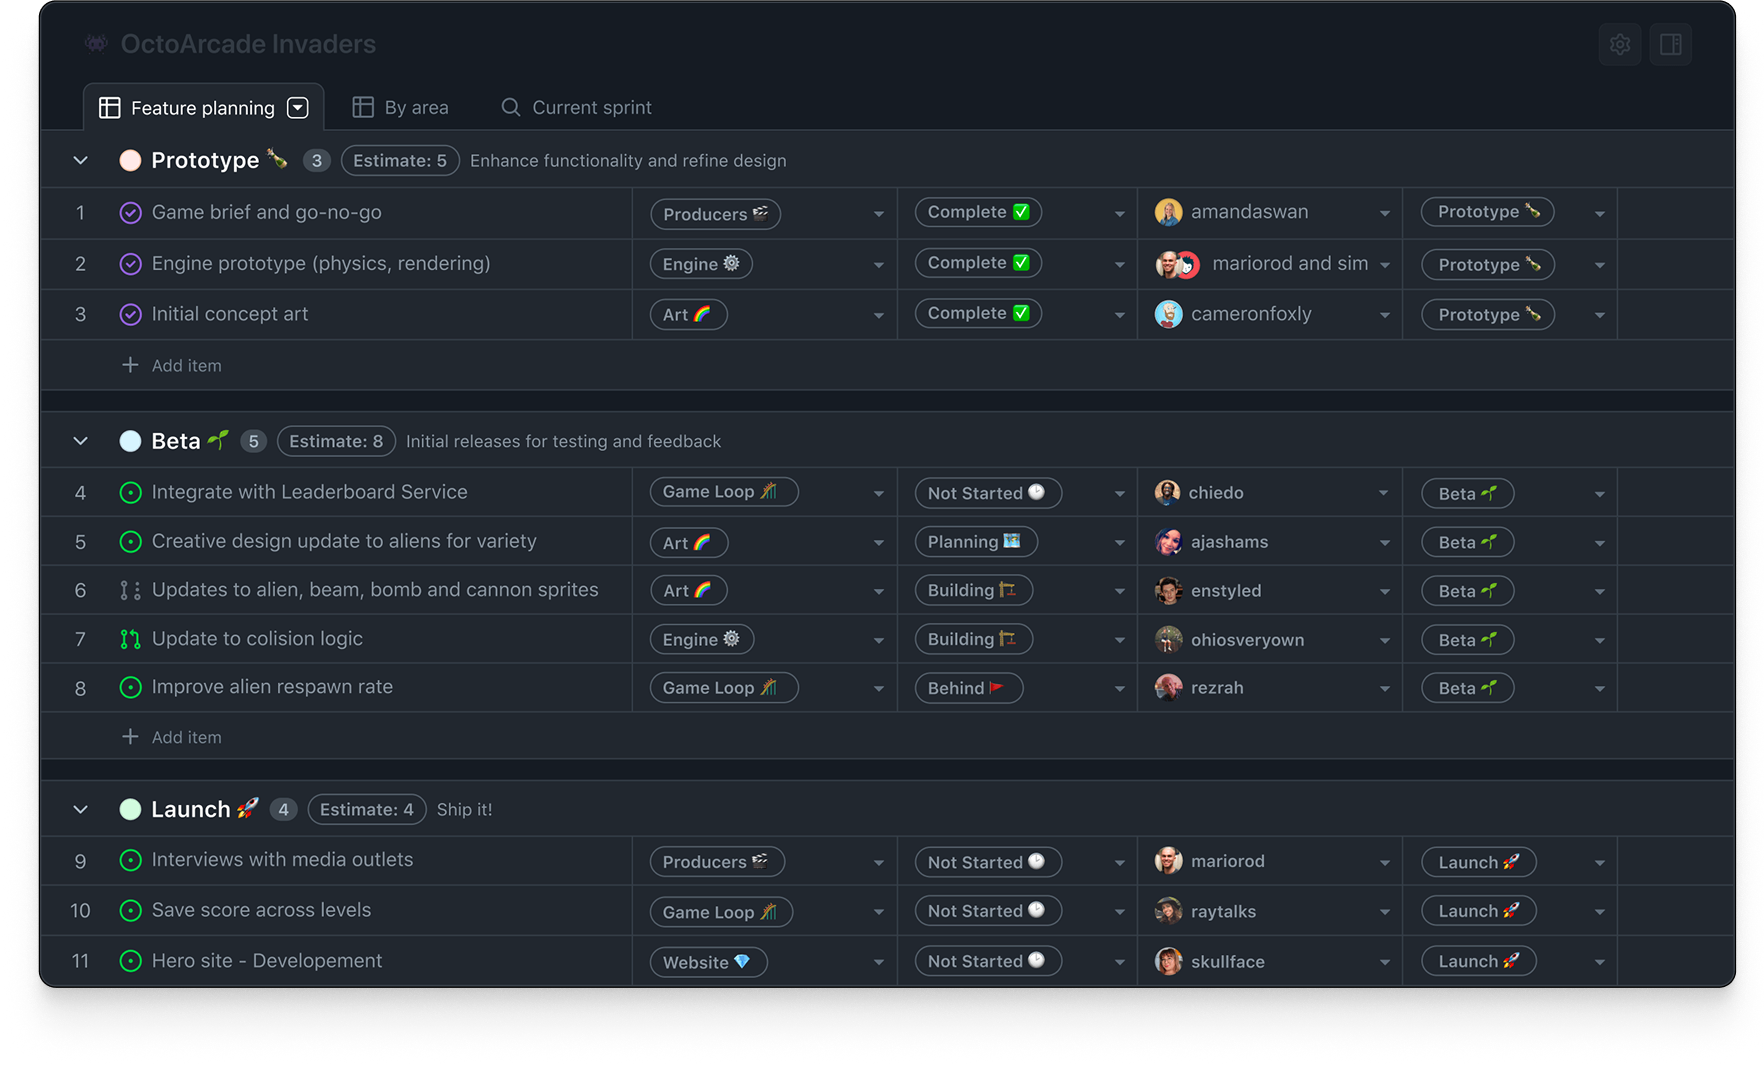 OctoArcade Invaders
Feature planning By area Current sprint
Prototype 3 Estimate: 5 Enhance functionality and refine design
1 Game brief and go-no-go Producers Complete amandaswan Prototype
2 Engine prototype (physics, rendering) Engine Complete mariorod and sim Prototype
3 Initial concept art Art Complete cameronfoxly Prototype
Add item
Beta 5 Estimate: 8 Initial releases for testing and feedback
4 Integrate with Leaderboard Service Game Loop Not Started chiedo Beta
5 Creative design update to aliens for variety Art Planning ajashams Beta
6 Updates to alien, beam, bomb and cannon sprites Art Building enstyled Beta
7 Update to colision logic Engine Building ohiosveryown Beta
8 Improve alien respawn rate Game Loop Behind rezrah Beta
Add item
Launch 4 Estimate: 4 Ship it!
9 Interviews with media outlets Producers Not Started mariorod Launch
10 Save score across levels Game Loop Not Started raytalks Launch
11 Hero site - Developement Website Not Started skullface Launch